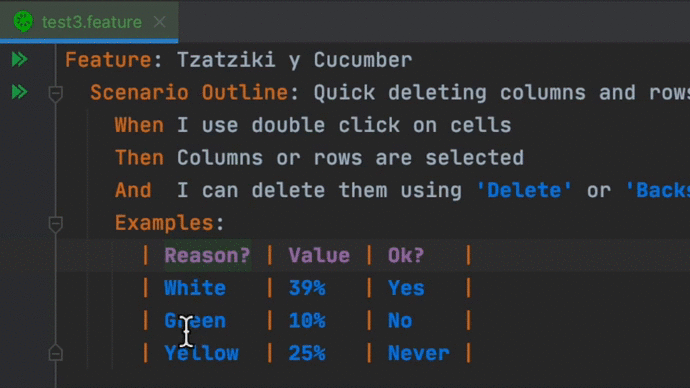 test3.feature
Feature: Tzatziki y Cucumber
Scenario Outline: Quick deleting columns and rows
When I use double click on cells
Then Columns or rows are selected
And I can delete them using 'Delete' or 'Backs
Examples:
| Reason? | Value | Ok? |
| White | 39% | Yes |
| Green | 10% | No |
| Yellow | 25% | Never |